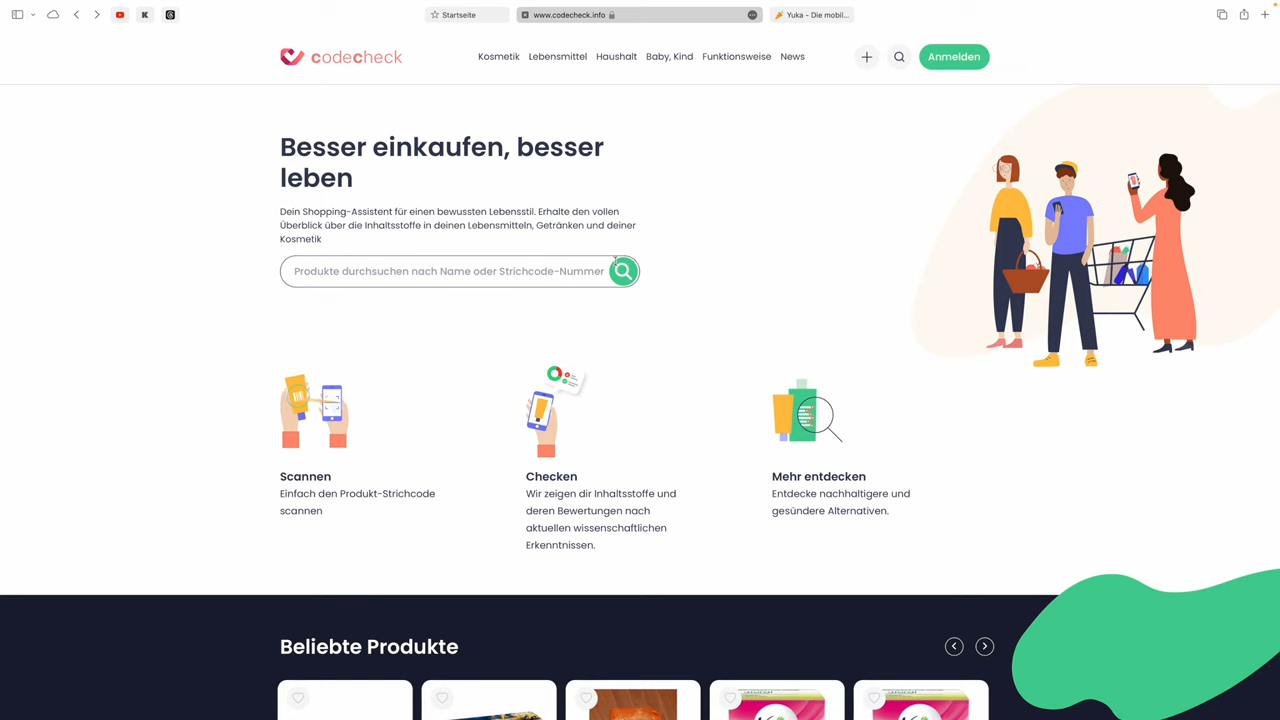 Startseite
www.codecheck.info
Yuka - Die mobil...
K
codecheck
Kosmetik
Lebensmittel
Haushalt
Baby, Kind
Funktionsweise
News
Anmelden
Besser einkaufen, besser
leben
Dein Shopping-Assistent für einen bewussten Lebensstil. Erhalte den vollen
Überblick über die Inhaltsstoffe in deinen Lebensmitteln, Getränken und deiner
Kosmetik
Produkte durchsuchen nach Name oder Strichcode-Nummer
Scannen
Einfach den Produkt-Strichcode
scannen
Checken
Wir zeigen dir Inhaltsstoffe und
deren Bewertungen nach
aktuellen wissenschaftlichen
Erkenntnissen.
Mehr entdecken
Entdecke nachhaltigere und
gesündere Alternativen.
Beliebte Produkte